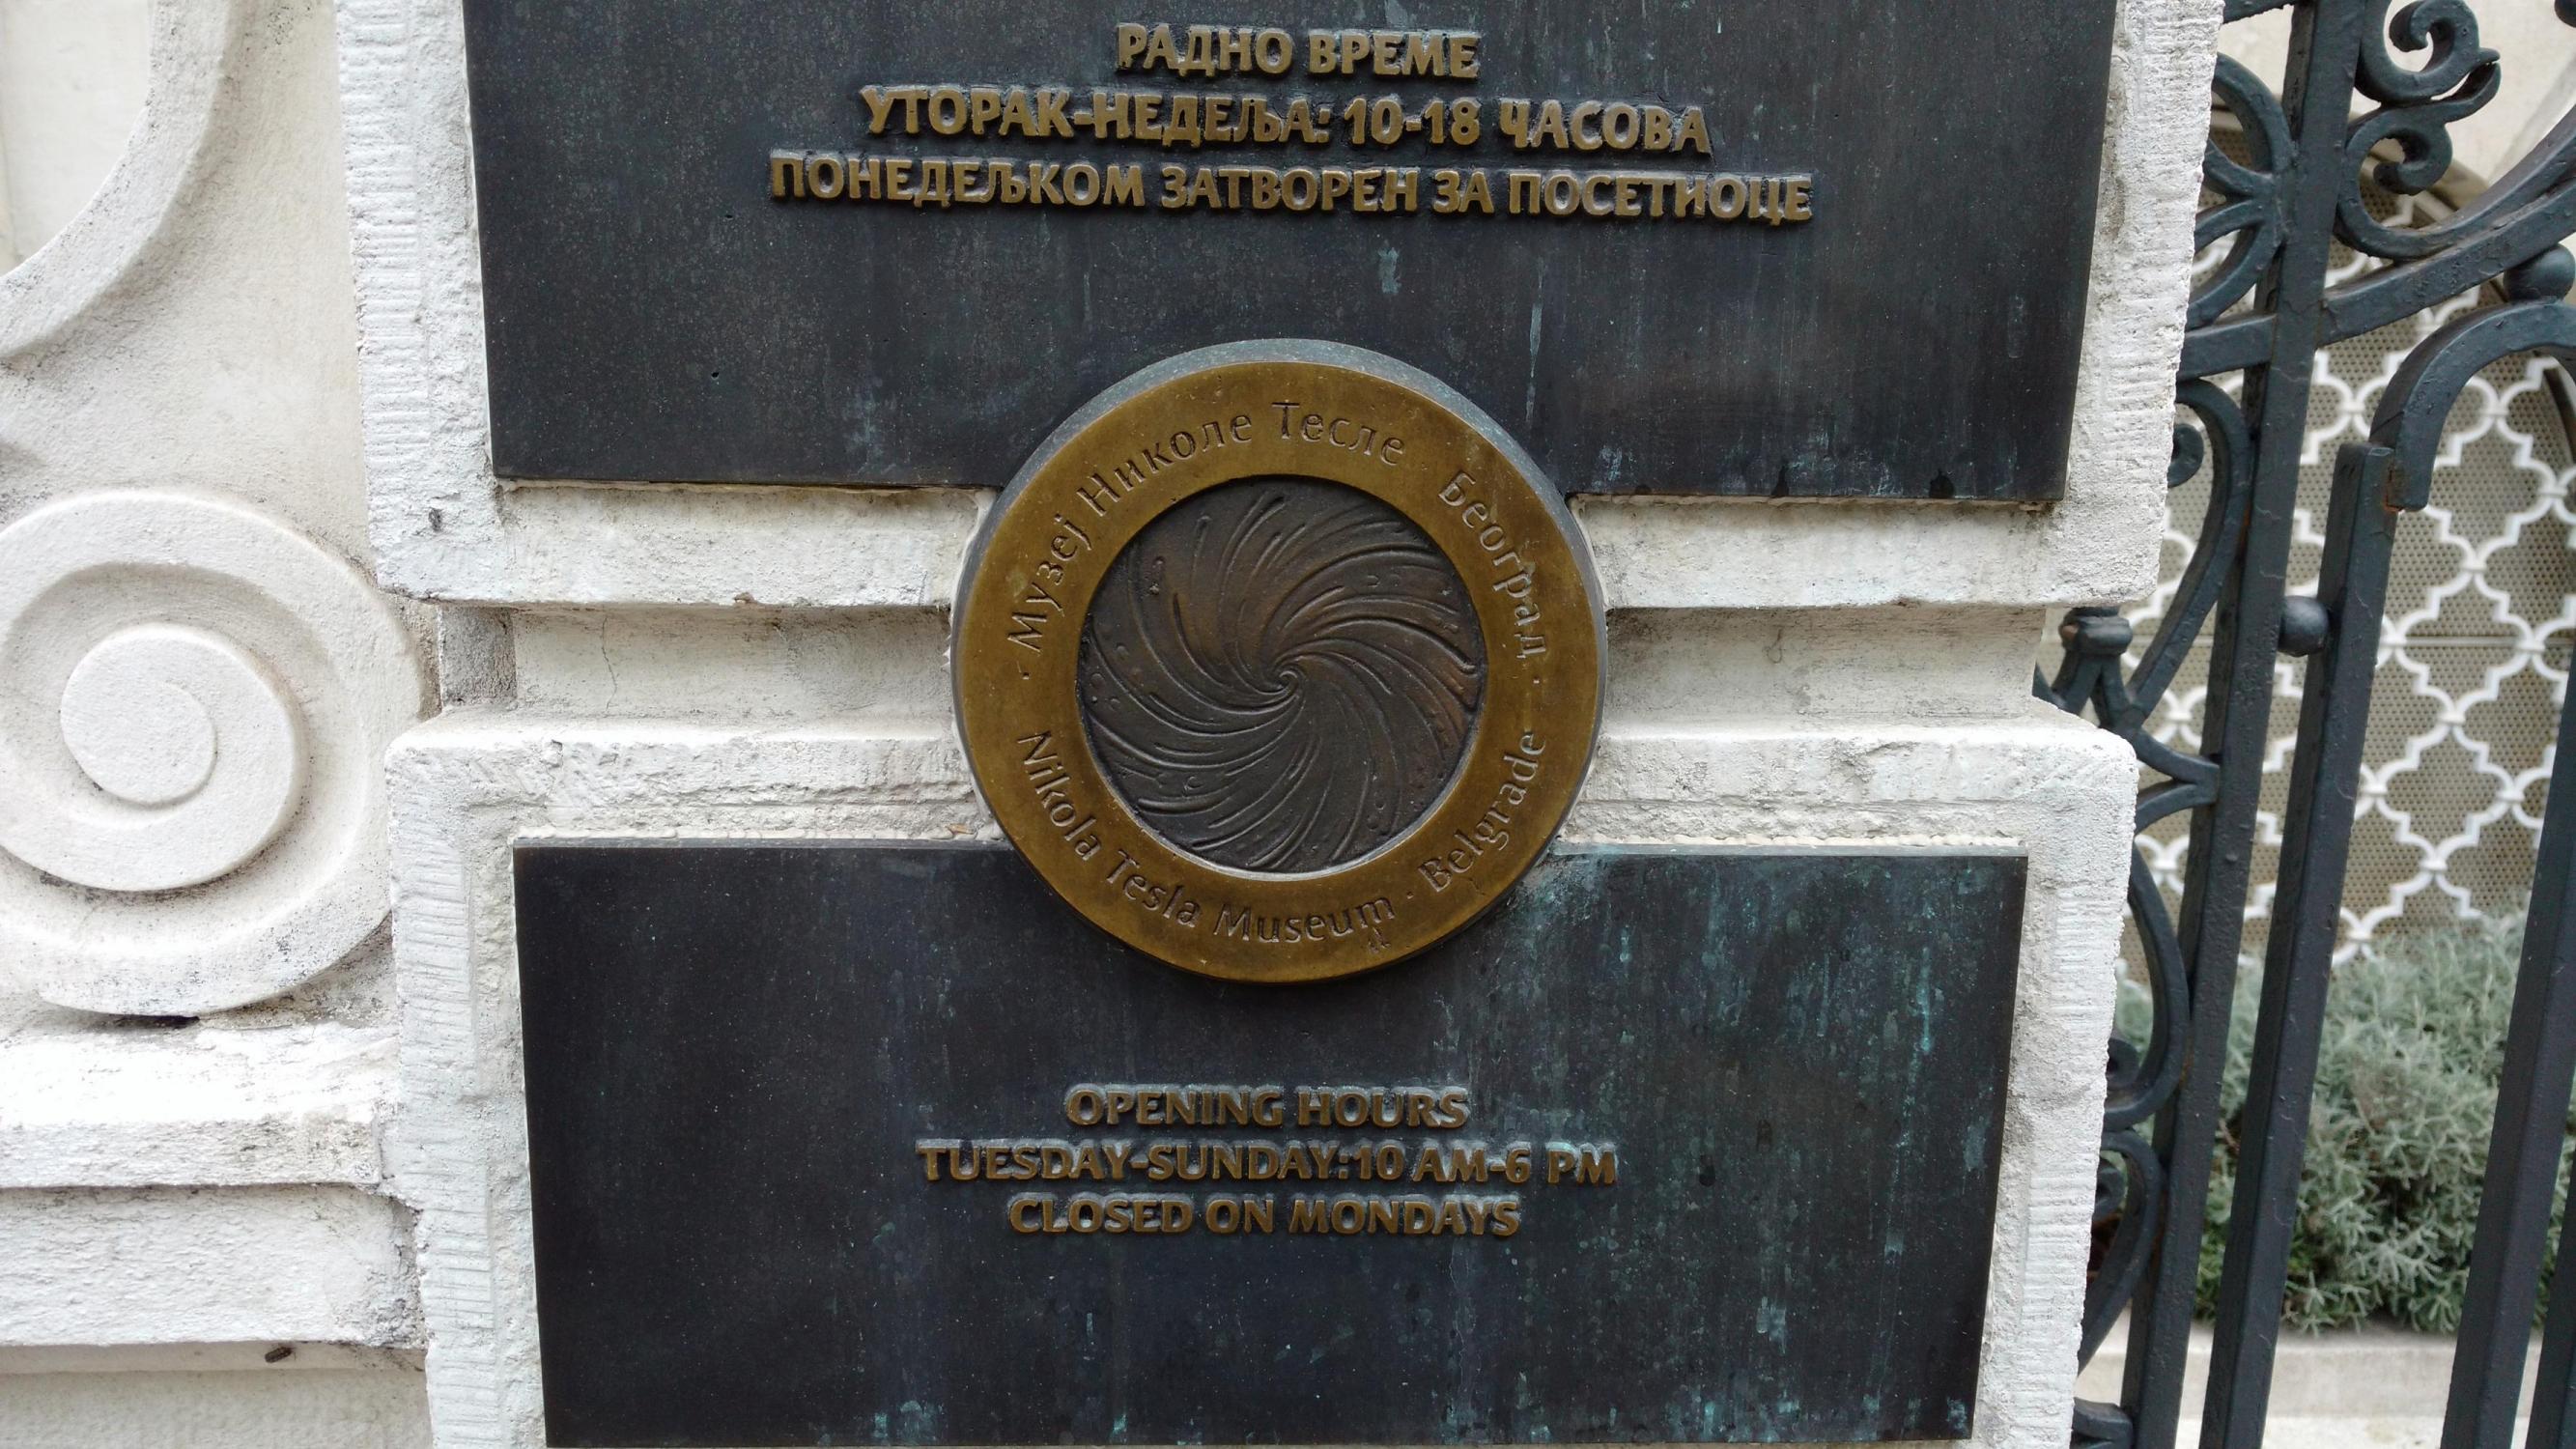 РАДНО ВРЕМЕ
УТОРАК-НЕДЕЉА: 10-18 ЧАСОВА
ПОНЕДЕЉКОМ ЗАТВОРЕН ЗА ПОСЕТИОЦЕ
· Музеј Николе Тесле Београд ·
Nikola Tesla Museum · Belgrade
OPENING HOURS
TUESDAY-SUNDAY:10 AM-6 PM
CLOSED ON MONDAYS